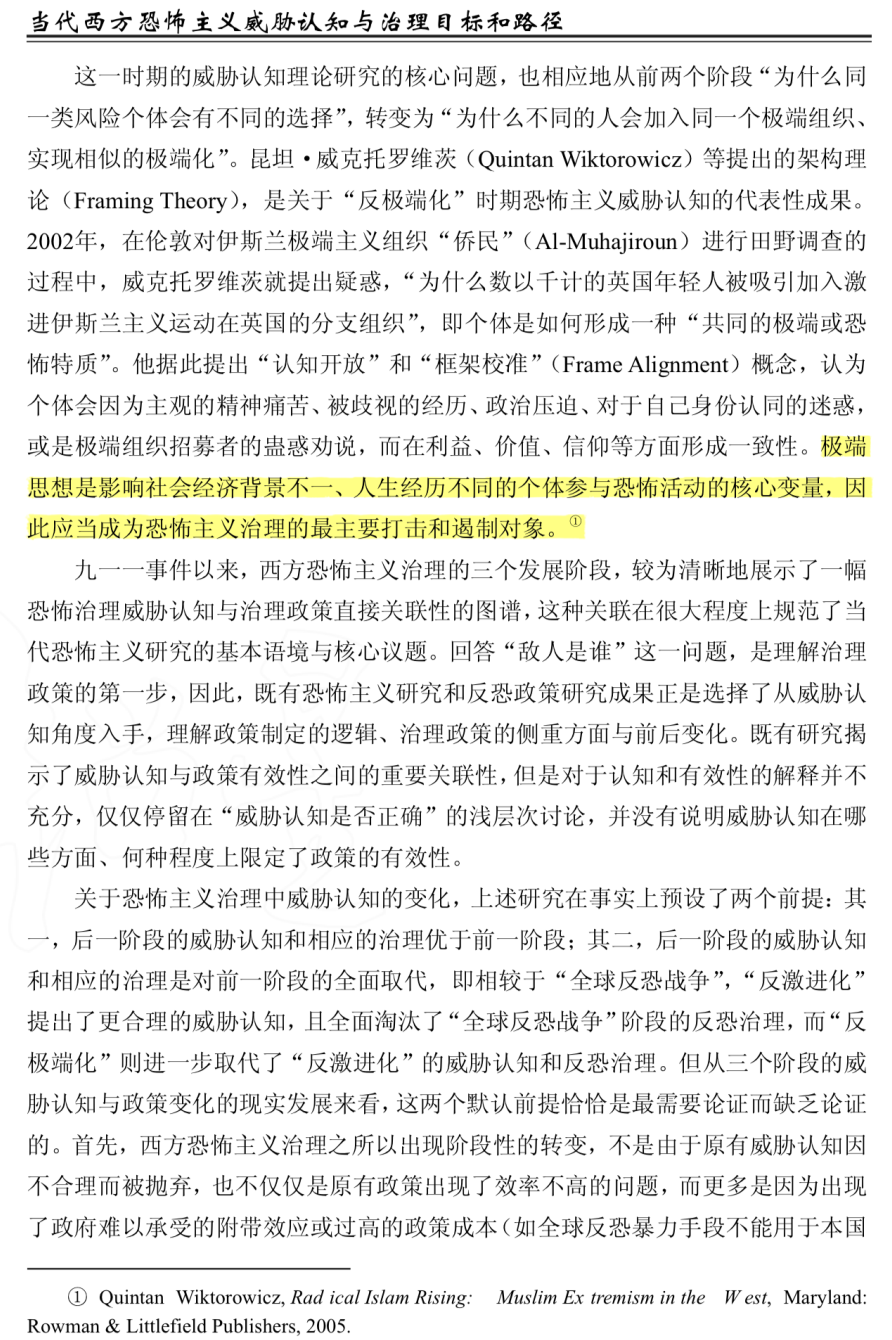 当代西方恐怖主义威胁认知与治理目标和路径
这一时期的威胁认知理论研究的核心问题，也相应地从前两个阶段“为什么同
一类风险个体会有不同的选择”，转变为“为什么不同的人会加入同一个极端组织、
实现相似的极端化”。昆坦·威克托罗维茨（Quintan Wiktorowicz）等提出的架构理
论（Framing Theory），是关于“反极端化”时期恐怖主义威胁认知的代表性成果。
2002年，在伦敦对伊斯兰极端主义组织“侨民”（Al-Muhajiroun）进行田野调查的
过程中，威克托罗维茨就提出疑惑，“为什么数以千计的英国年轻人被吸引加入激
进伊斯兰主义运动在英国的分支组织”，即个体是如何形成一种“共同的极端或恐
怖特质”。他据此提出“认知开放”和“框架校准”（Frame Alignment）概念，认为
个体会因为主观的精神痛苦、被歧视的经历、政治压迫、对于自己身份认同的迷惑，
或是极端组织招募者的蛊惑劝说，而在利益、价值、信仰等方面形成一致性。极端
思想是影响社会经济背景不一、人生经历不同的个体参与恐怖活动的核心变量，因
此应当成为恐怖主义治理的最主要打击和遏制对象。①
九一一事件以来，西方恐怖主义治理的三个发展阶段，较为清晰地展示了一幅
恐怖治理威胁认知与治理政策直接关联性的图谱，这种关联在很大程度上规范了当
代恐怖主义研究的基本语境与核心议题。回答“敌人是谁”这一问题，是理解治理
政策的第一步，因此，既有恐怖主义研究和反恐政策研究成果正是选择了从威胁认
知角度入手，理解政策制定的逻辑、治理政策的侧重方面与前后变化。既有研究揭
示了威胁认知与政策有效性之间的重要关联性，但是对于认知和有效性的解释并不
充分，仅仅停留在“威胁认知是否正确”的浅层次讨论，并没有说明威胁认知在哪
些方面、何种程度上限定了政策的有效性。
关于恐怖主义治理中威胁认知的变化，上述研究在事实上预设了两个前提：其
一，后一阶段的威胁认知和相应的治理优于前一阶段；其二，后一阶段的威胁认知
和相应的治理是对前一阶段的全面取代，即相较于“全球反恐战争”，“反激进化”
提出了更合理的威胁认知，且全面淘汰了“全球反恐战争”阶段的反恐治理，而“反
极端化”则进一步取代了“反激进化”的威胁认知和反恐治理。但从三个阶段的威
胁认知与政策变化的现实发展来看，这两个默认前提恰恰是最需要论证而缺乏论证
的。首先，西方恐怖主义治理之所以出现阶段性的转变，不是由于原有威胁认知因
不合理而被抛弃，也不仅仅是原有政策出现了效率不高的问题，而更多是因为出现
了政府难以承受的附带效应或过高的政策成本（如全球反恐暴力手段不能用于本国
① Quintan Wiktorowicz, Rad ical Islam Rising: Muslim Ex tremism in the W est, Maryland:
Rowman & Littlefield Publishers, 2005.